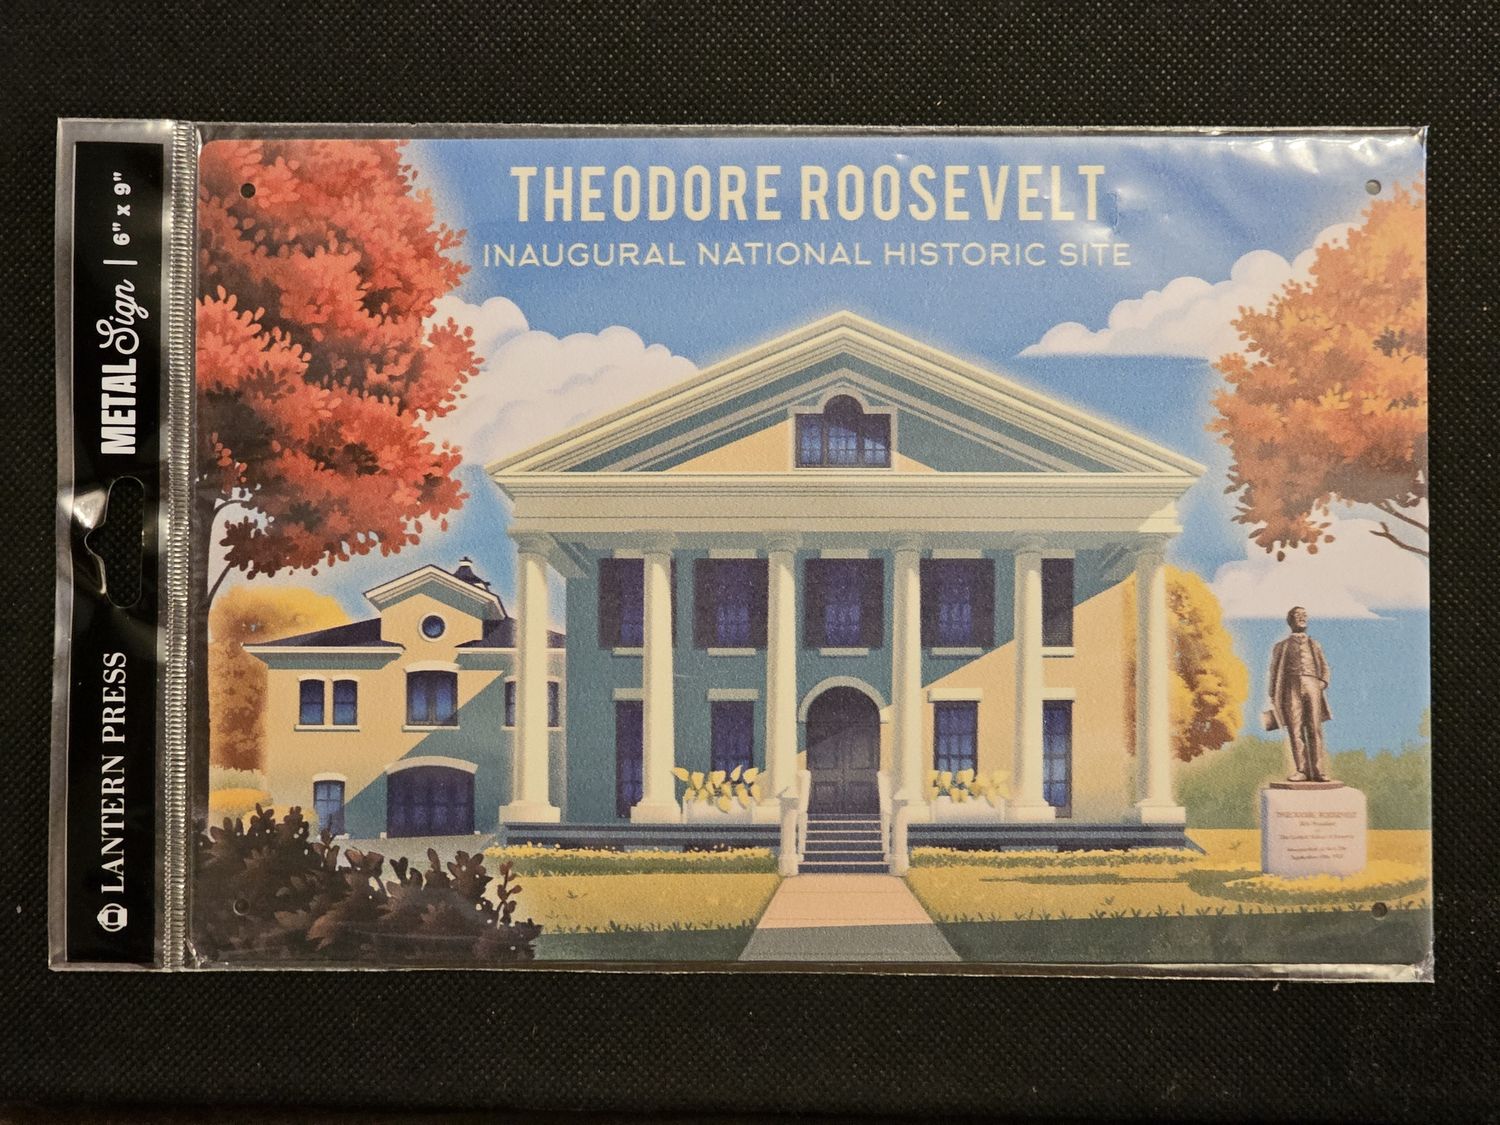 METAL Sign | 6" x 9"
LANTERN PRESS
THEODORE ROOSEVELT
INAUGURAL NATIONAL HISTORIC SITE
THEODORE ROOSEVELT